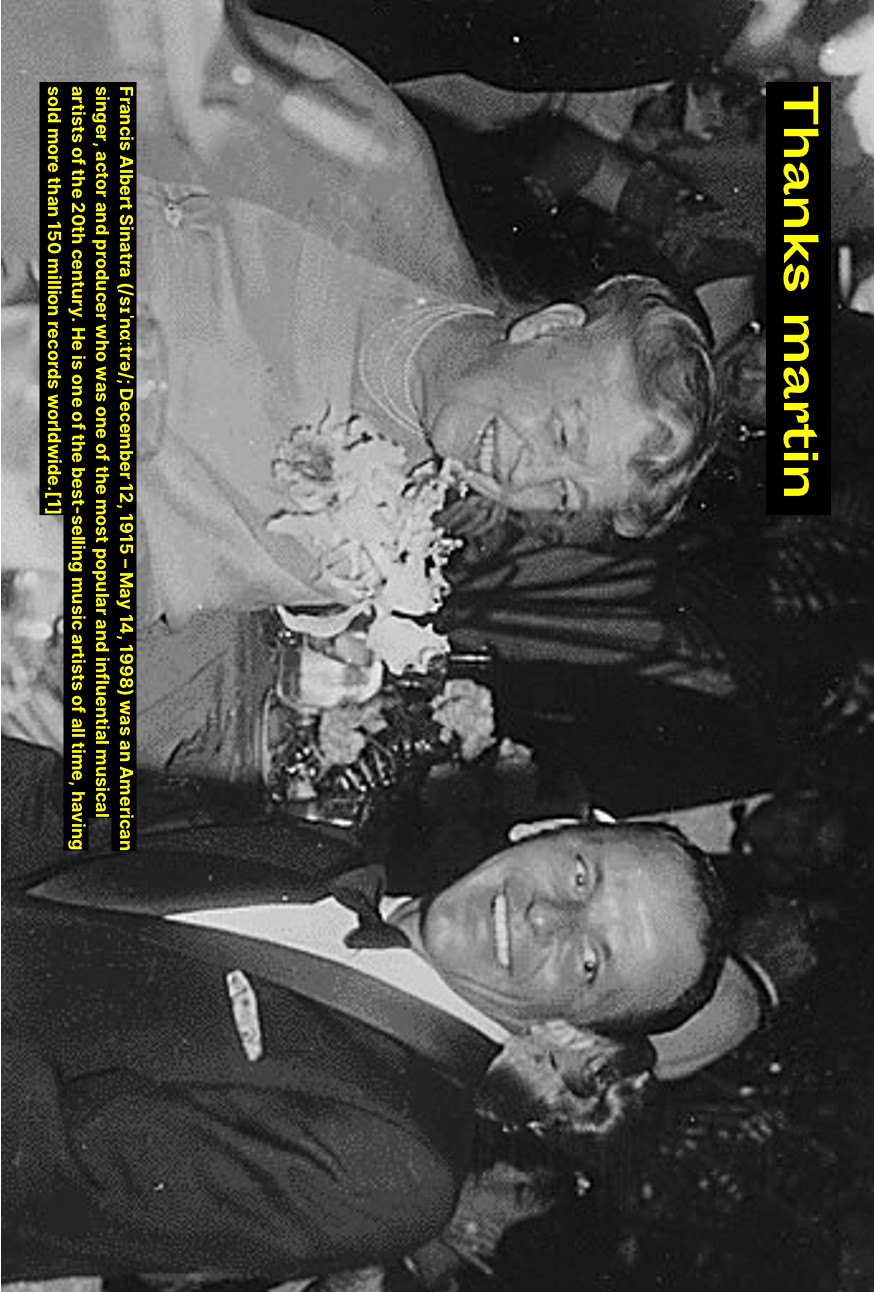 Thanks martin
Francis Albert Sinatra (/sɪˈnɑːtrə/; December 12, 1915 – May 14, 1998) was an American
singer, actor and producer who was one of the most popular and influential musical
artists of the 20th century. He is one of the best-selling music artists of all time, having
sold more than 150 million records worldwide.[1]